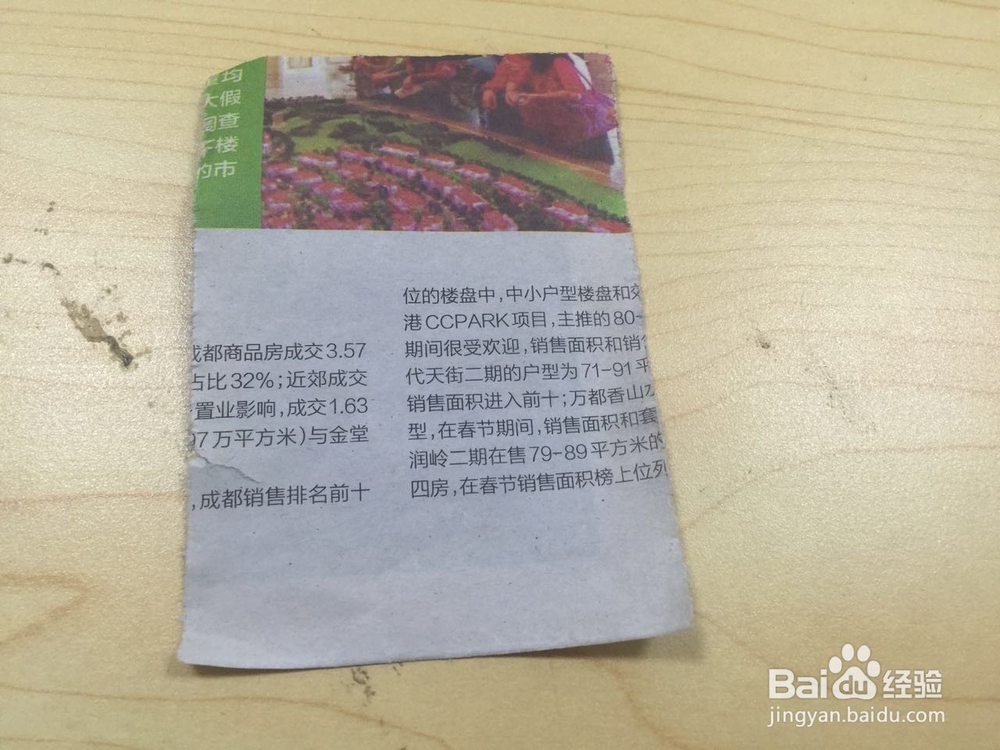 均
大假
调查
楼
的市
成都商品房成交3.57
占比32%；近郊成交
置业影响，成交1.63
97万平方米）与金堂
，成都销售排名前十
位的楼盘中，中小户型楼盘和
港CCPARK项目，主推的80-
期间很受欢迎，销售面积和销
代天街二期的户型为71-91平
销售面积进入前十；万都香山
型，在春节期间，销售面积和套
润岭二期在售79-89平方米的
四房，在春节销售面积榜上位列
Baidu经验
jingyan.baidu.com